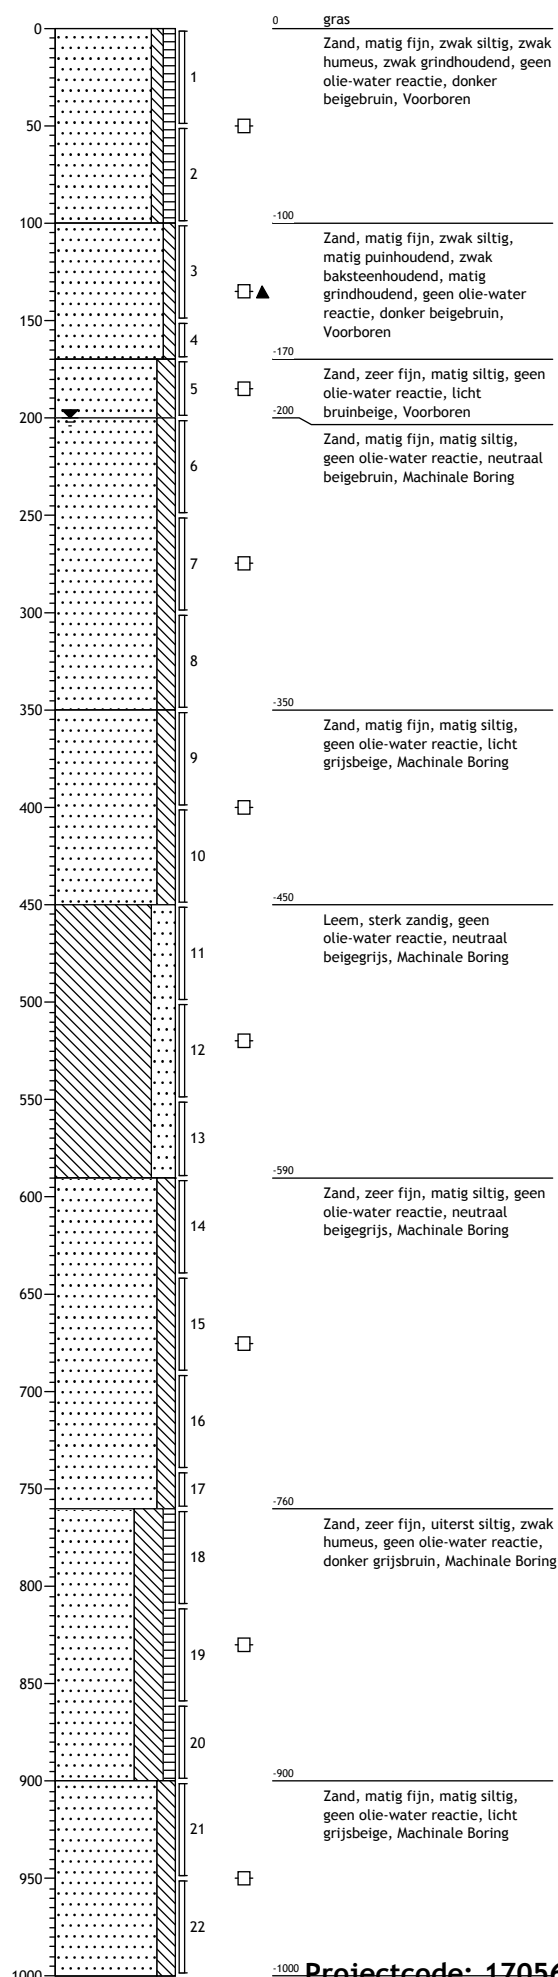 0
50
100
150
200
250
300
350
400
450
500
550
600
650
700
750
800
850
900
950
1000
1
2
3
4
5
6
7
8
9
10
11
12
13
14
15
16
17
18
19
20
21
22
0 gras
Zand, matig fijn, zwak siltig, zwak
humeus, zwak grindhoudend, geen
olie-water reactie, donker
beigebruin, Voorboren
-100
Zand, matig fijn, zwak siltig,
matig puinhoudend, zwak
baksteenhoudend, matig
grindhoudend, geen olie-water
reactie, donker beigebruin,
Voorboren
-170
Zand, zeer fijn, matig siltig, geen
olie-water reactie, licht
bruinbeige, Voorboren
-200
Zand, matig fijn, matig siltig,
geen olie-water reactie, neutraal
beigebruin, Machinale Boring
-350
Zand, matig fijn, matig siltig,
geen olie-water reactie, licht
grijsbeige, Machinale Boring
-450
Leem, sterk zandig, geen
olie-water reactie, neutraal
beigegrijs, Machinale Boring
-590
Zand, zeer fijn, matig siltig, geen
olie-water reactie, neutraal
beigegrijs, Machinale Boring
-760
Zand, zeer fijn, uiterst siltig, zwak
humeus, geen olie-water reactie,
donker grijsbruin, Machinale Boring
-900
Zand, matig fijn, matig siltig,
geen olie-water reactie, licht
grijsbeige, Machinale Boring
-1000 Projectcode: 17056